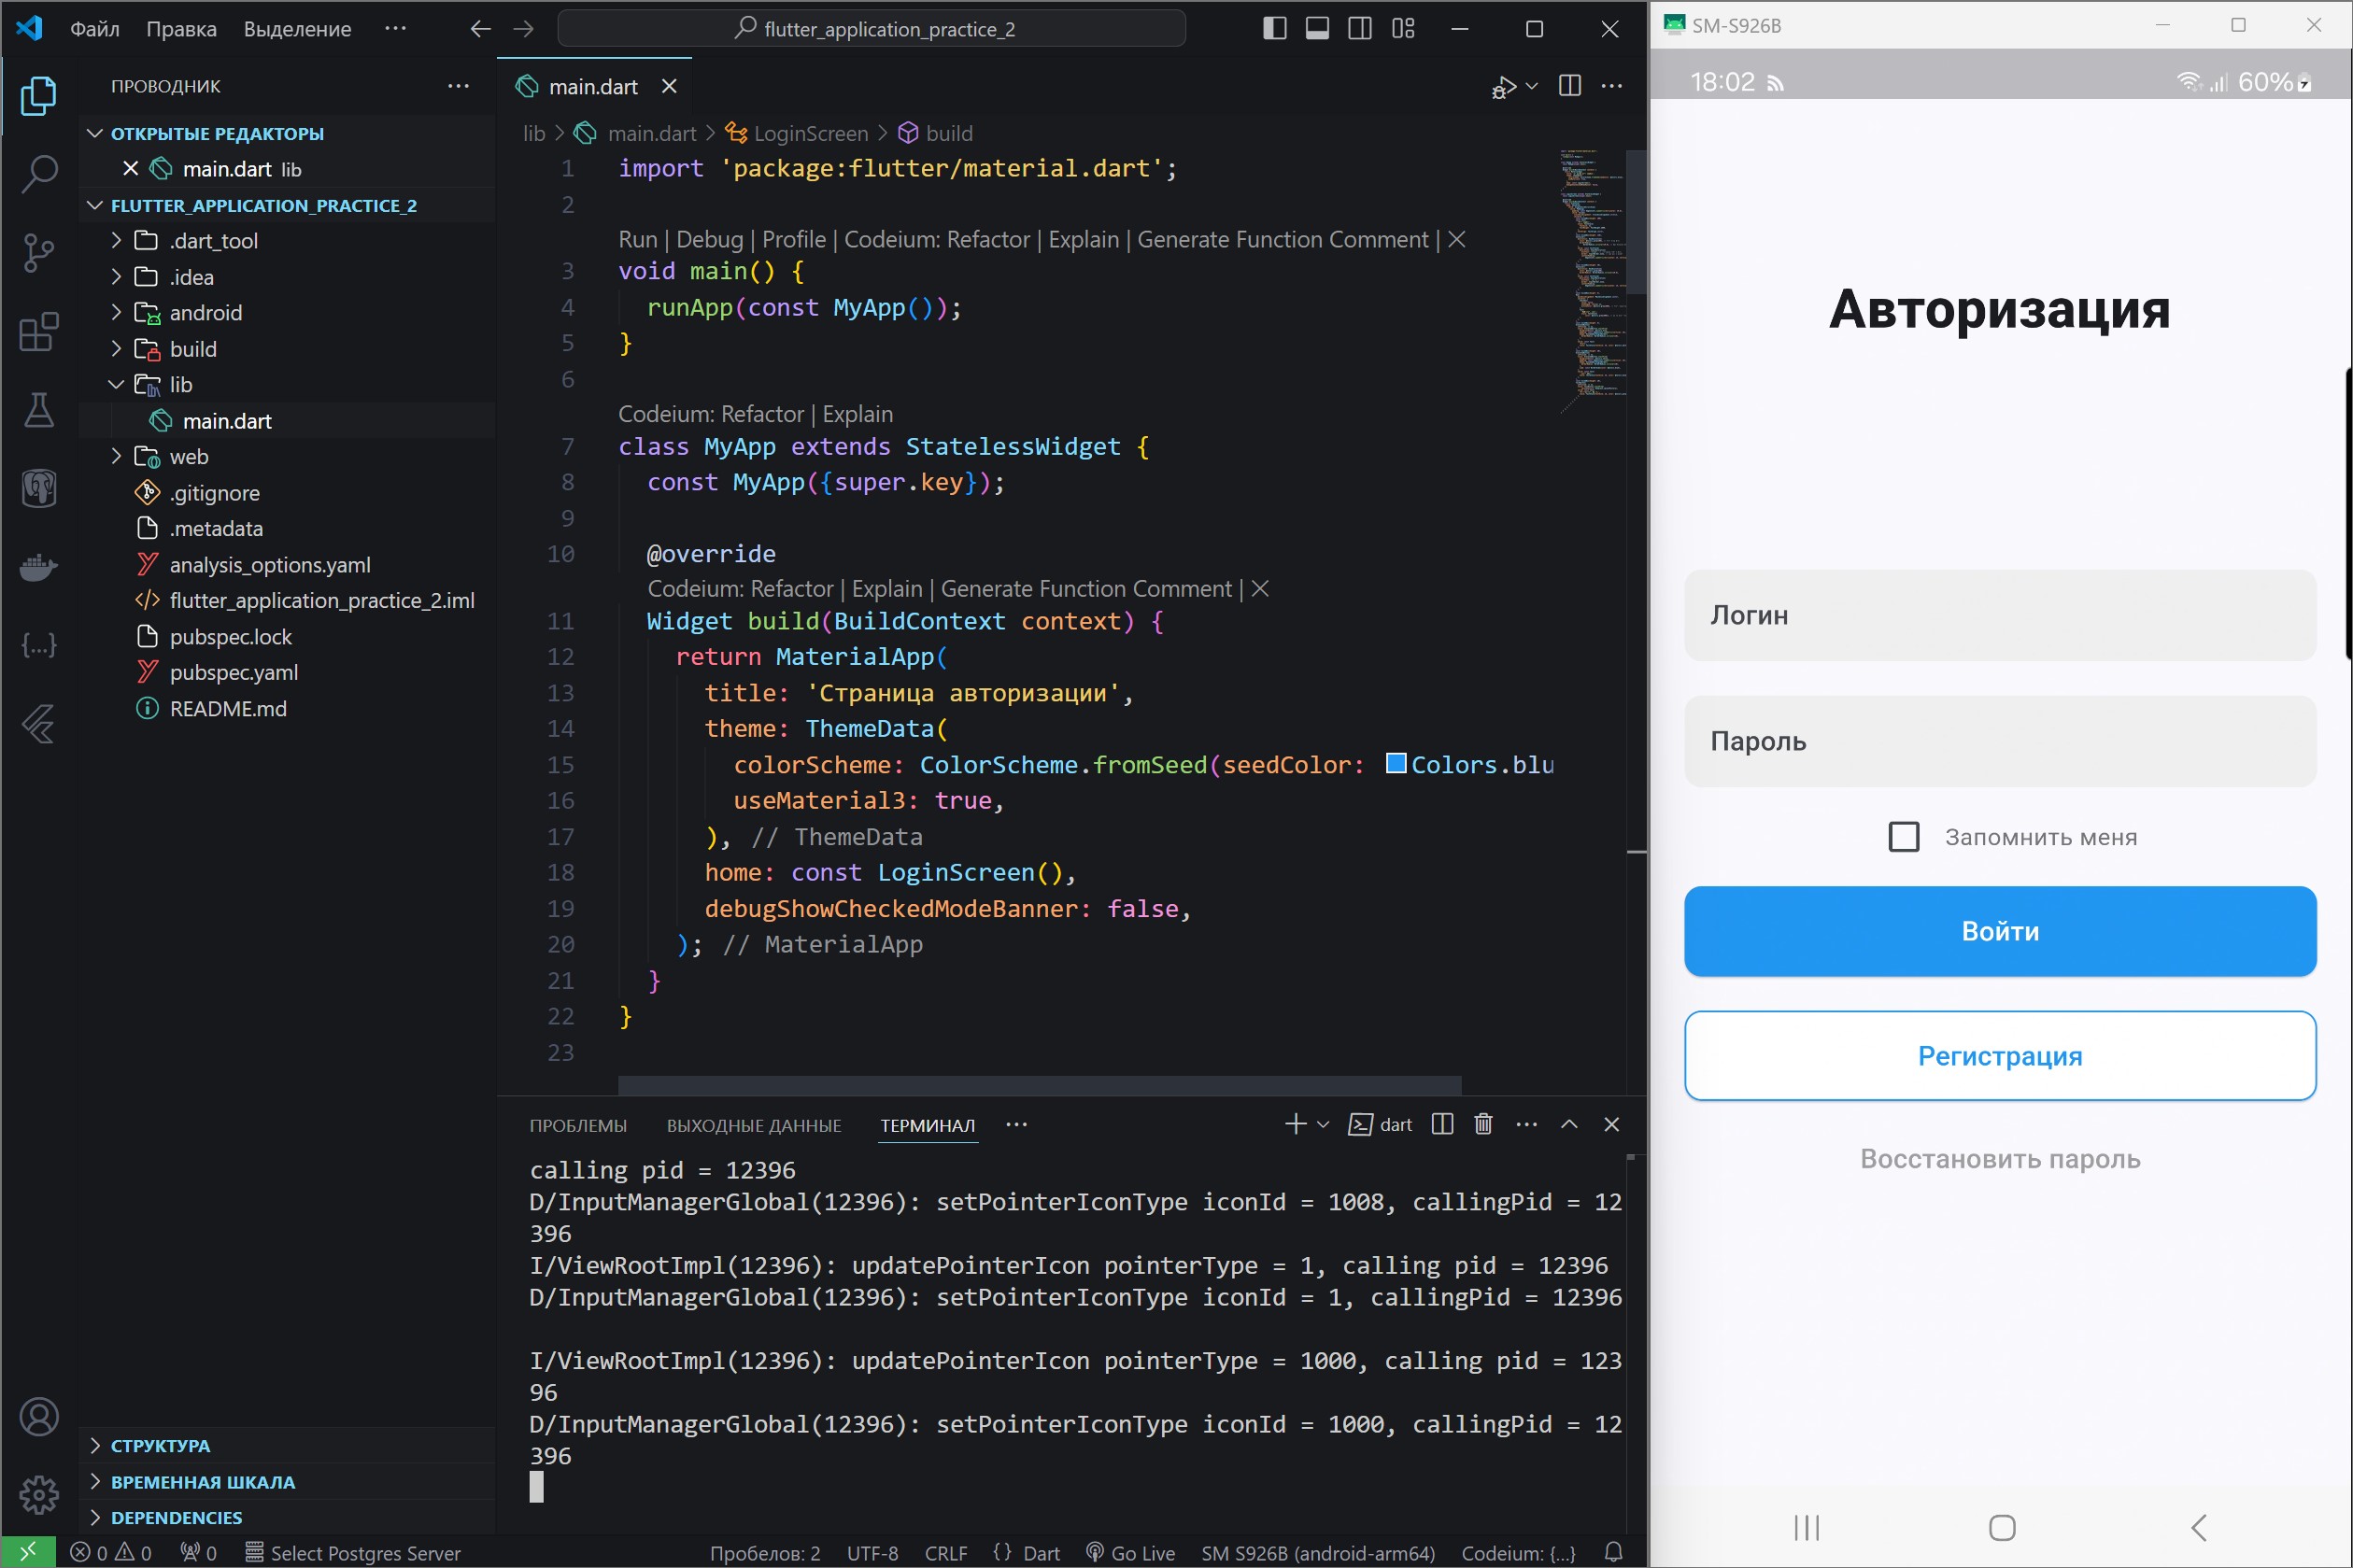 Файл Правка Выделение ··· flutter_application_practice_2
ПРОВОДНИК
ОТКРЫТЫЕ РЕДАКТОРЫ
main.dart lib
FLUTTER_APPLICATION_PRACTICE_2
.dart_tool
.idea
android
build
lib
main.dart
web
.gitignore
.metadata
analysis_options.yaml
flutter_application_practice_2.iml
pubspec.lock
pubspec.yaml
README.md
СТРУКТУРА
ВРЕМЕННАЯ ШКАЛА
DEPENDENCIES
main.dart
lib > main.dart > LoginScreen > build
1 import 'package:flutter/material.dart';
2
Run | Debug | Profile | Codeium: Refactor | Explain | Generate Function Comment | X
3 void main() {
4 runApp(const MyApp());
5 }
6
Codeium: Refactor | Explain
7 class MyApp extends StatelessWidget {
8 const MyApp({super.key});
9
10 @override
Codeium: Refactor | Explain | Generate Function Comment | X
11 Widget build(BuildContext context) {
12 return MaterialApp(
13 title: 'Страница авторизации',
14 theme: ThemeData(
15 colorScheme: ColorScheme.fromSeed(seedColor: Colors.blu
16 useMaterial3: true,
17 ), // ThemeData
18 home: const LoginScreen(),
19 debugShowCheckedModeBanner: false,
20 ); // MaterialApp
21 }
22 }
23
ПРОБЛЕМЫ ВЫХОДНЫЕ ДАННЫЕ ТЕРМИНАЛ ··· dart
calling pid = 12396
D/InputManagerGlobal(12396): setPointerIconType iconId = 1008, callingPid = 12
396
I/ViewRootImpl(12396): updatePointerIcon pointerType = 1, calling pid = 12396
D/InputManagerGlobal(12396): setPointerIconType iconId = 1, callingPid = 12396
I/ViewRootImpl(12396): updatePointerIcon pointerType = 1000, calling pid = 123
96
D/InputManagerGlobal(12396): setPointerIconType iconId = 1000, callingPid = 12
396
0 0 0 Select Postgres Server Пробелов: 2 UTF-8 CRLF {} Dart Go Live SM S926B (android-arm64) Codeium: {...}
SM-S926B
18:02 60%
Авторизация
Логин
Пароль
Запомнить меня
Войти
Регистрация
Восстановить пароль